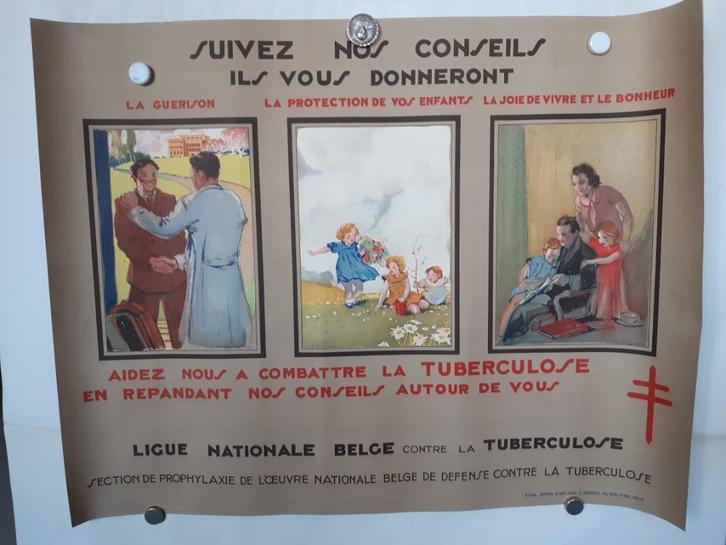 SUIVEZ NOS CONSEILS
ILS VOUS DONNERONT
LA GUERISON
LA PROTECTION DE VOS ENFANTS
LA JOIE DE VIVRE ET LE BONHEUR
AIDEZ NOUS A COMBATTRE LA TUBERCULOSE
EN REPANDANT NOS CONSEILS AUTOUR DE VOUS
LIGUE NATIONALE BELGE CONTRE LA TUBERCULOSE
SECTION DE PROPHYLAXIE DE L'ŒUVRE NATIONALE BELGE DE DEFENSE CONTRE LA TUBERCULOSE